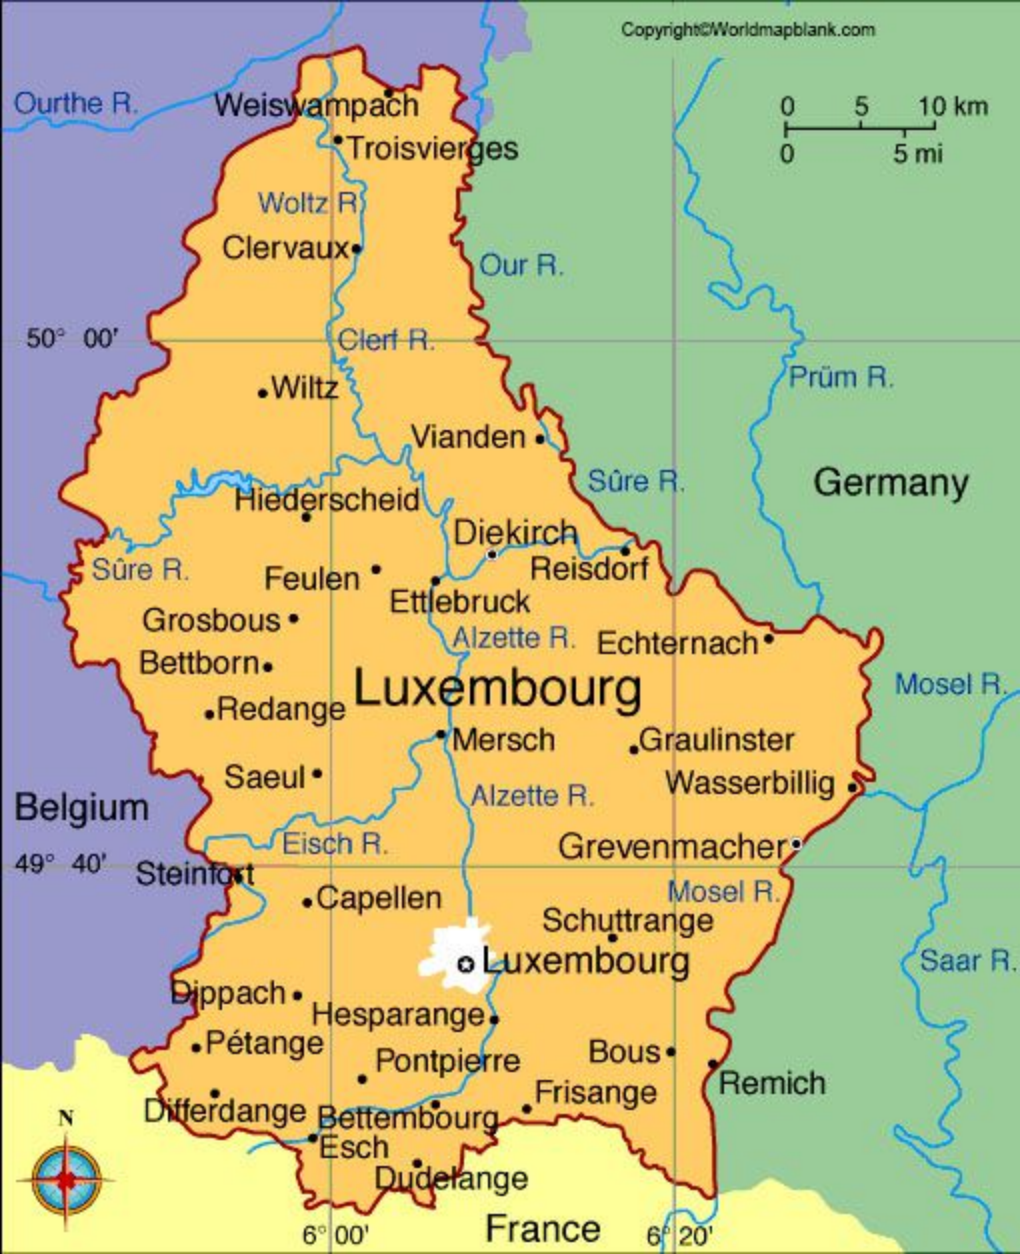 Copyright©Worldmapblank.com
Ourthe R.
Weiswampach
0 5 10 km
0 5 mi
Troisvierges
Woltz R
Clervaux
Our R.
50° 00'
Clerf R.
Prüm R.
Wiltz
Vianden
Sûre R.
Germany
Hiederscheid
Diekirch
Sûre R.
Feulen
Reisdorf
Ettlebruck
Grosbous
Alzette R.
Echternach
Bettborn
Luxembourg
Mosel R.
Redange
Mersch
Graulinster
Saeul
Wasserbillig
Alzette R.
Belgium
Eisch R.
Grevenmacher
49° 40'
Steinfort
Mosel R.
Capellen
Schuttrange
Luxembourg
Saar R.
Dippach
Hesparange
Pétange
Bous
Pontpierre
Remich
Frisange
Differdange
Bettembourg
N
Esch
Dudelange
France
6° 00'
6° 20'